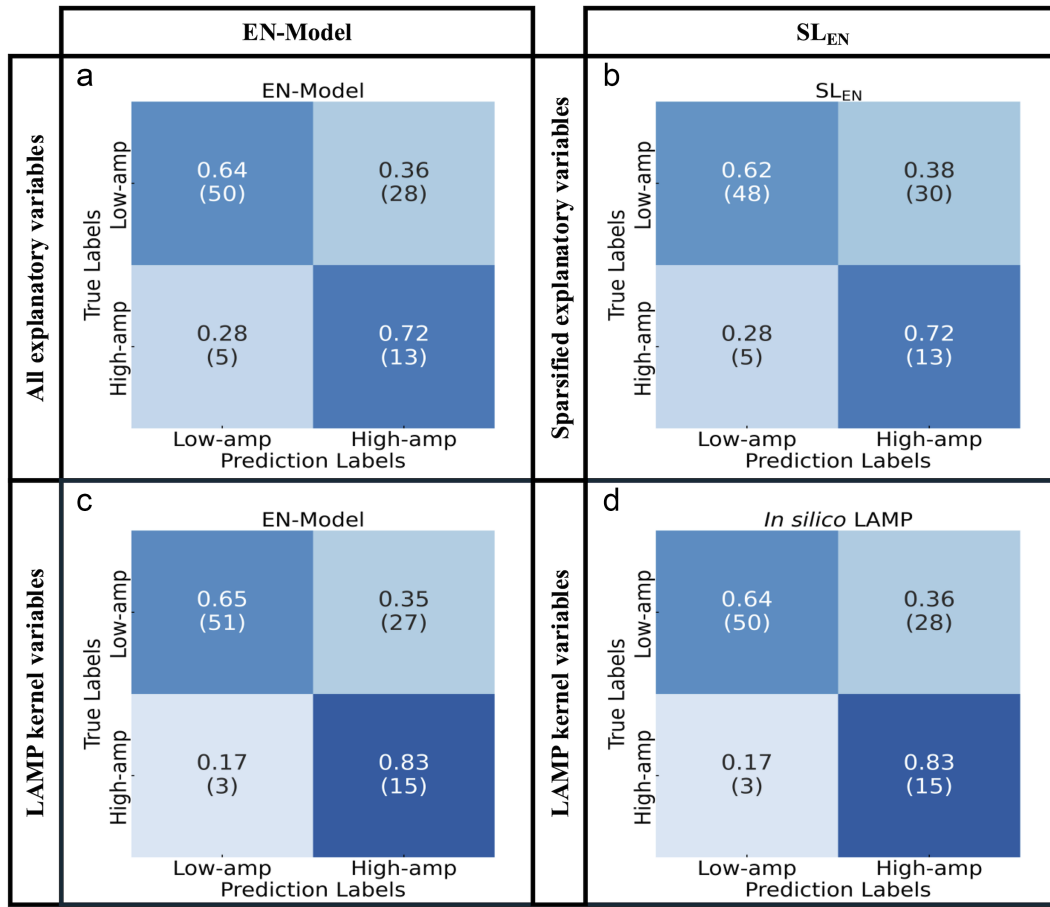 EN-Model
SL_EN
All explanatory variables
a
EN-Model
True Labels
Low-amp
High-amp
0.64
(50)
0.36
(28)
0.28
(5)
0.72
(13)
Low-amp
High-amp
Prediction Labels
Sparsified explanatory variables
b
SL_EN
True Labels
Low-amp
High-amp
0.62
(48)
0.38
(30)
0.28
(5)
0.72
(13)
Low-amp
High-amp
Prediction Labels
LAMP kernel variables
c
EN-Model
True Labels
Low-amp
High-amp
0.65
(51)
0.35
(27)
0.17
(3)
0.83
(15)
Low-amp
High-amp
Prediction Labels
LAMP kernel variables
d
In silico LAMP
True Labels
Low-amp
High-amp
0.64
(50)
0.36
(28)
0.17
(3)
0.83
(15)
Low-amp
High-amp
Prediction Labels